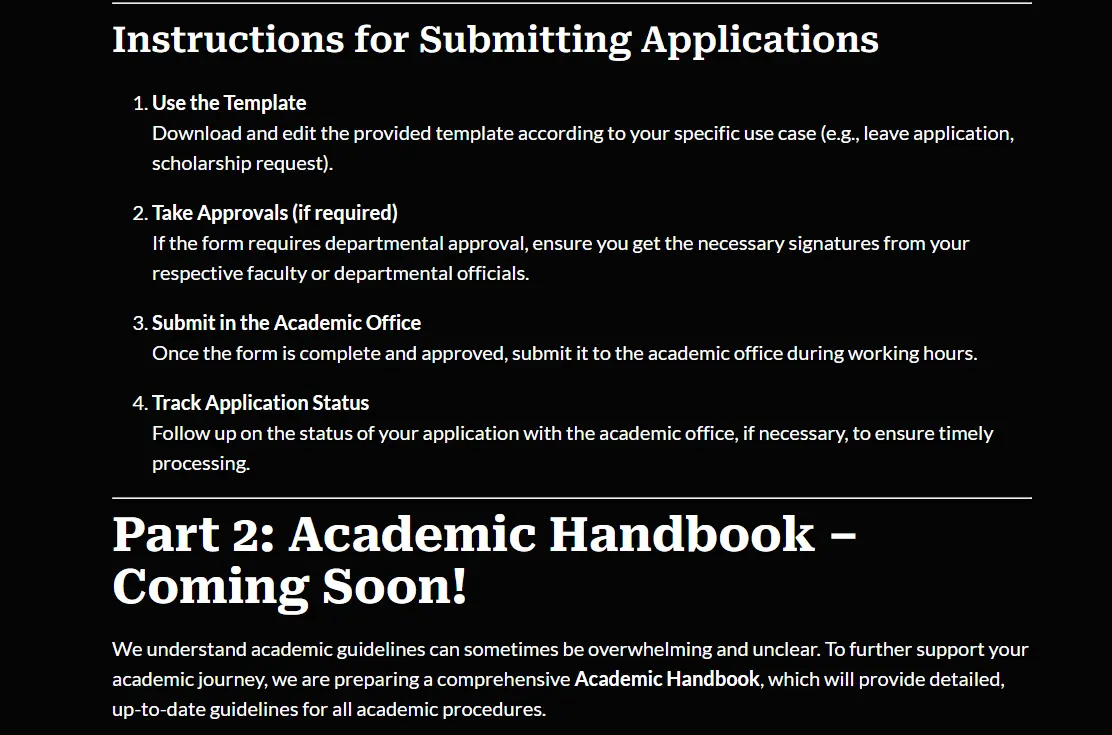 Instructions for Submitting Applications
1. Use the Template
Download and edit the provided template according to your specific use case (e.g., leave application,
scholarship request).
2. Take Approvals (if required)
If the form requires departmental approval, ensure you get the necessary signatures from your
respective faculty or departmental officials.
3. Submit in the Academic Office
Once the form is complete and approved, submit it to the academic office during working hours.
4. Track Application Status
Follow up on the status of your application with the academic office, if necessary, to ensure timely
processing.
Part 2: Academic Handbook –
Coming Soon!
We understand academic guidelines can sometimes be overwhelming and unclear. To further support your
academic journey, we are preparing a comprehensive Academic Handbook, which will provide detailed,
up-to-date guidelines for all academic procedures.